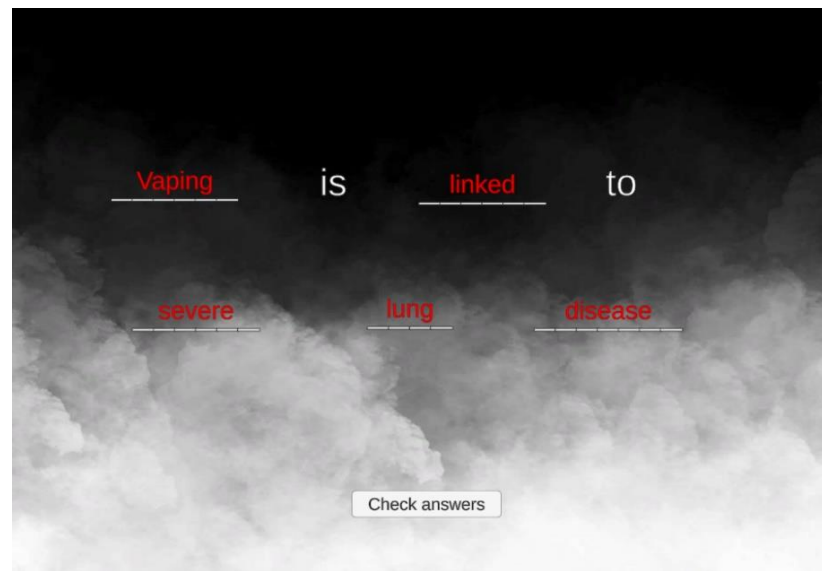 Vaping is linked to
severe lung disease
Check answers